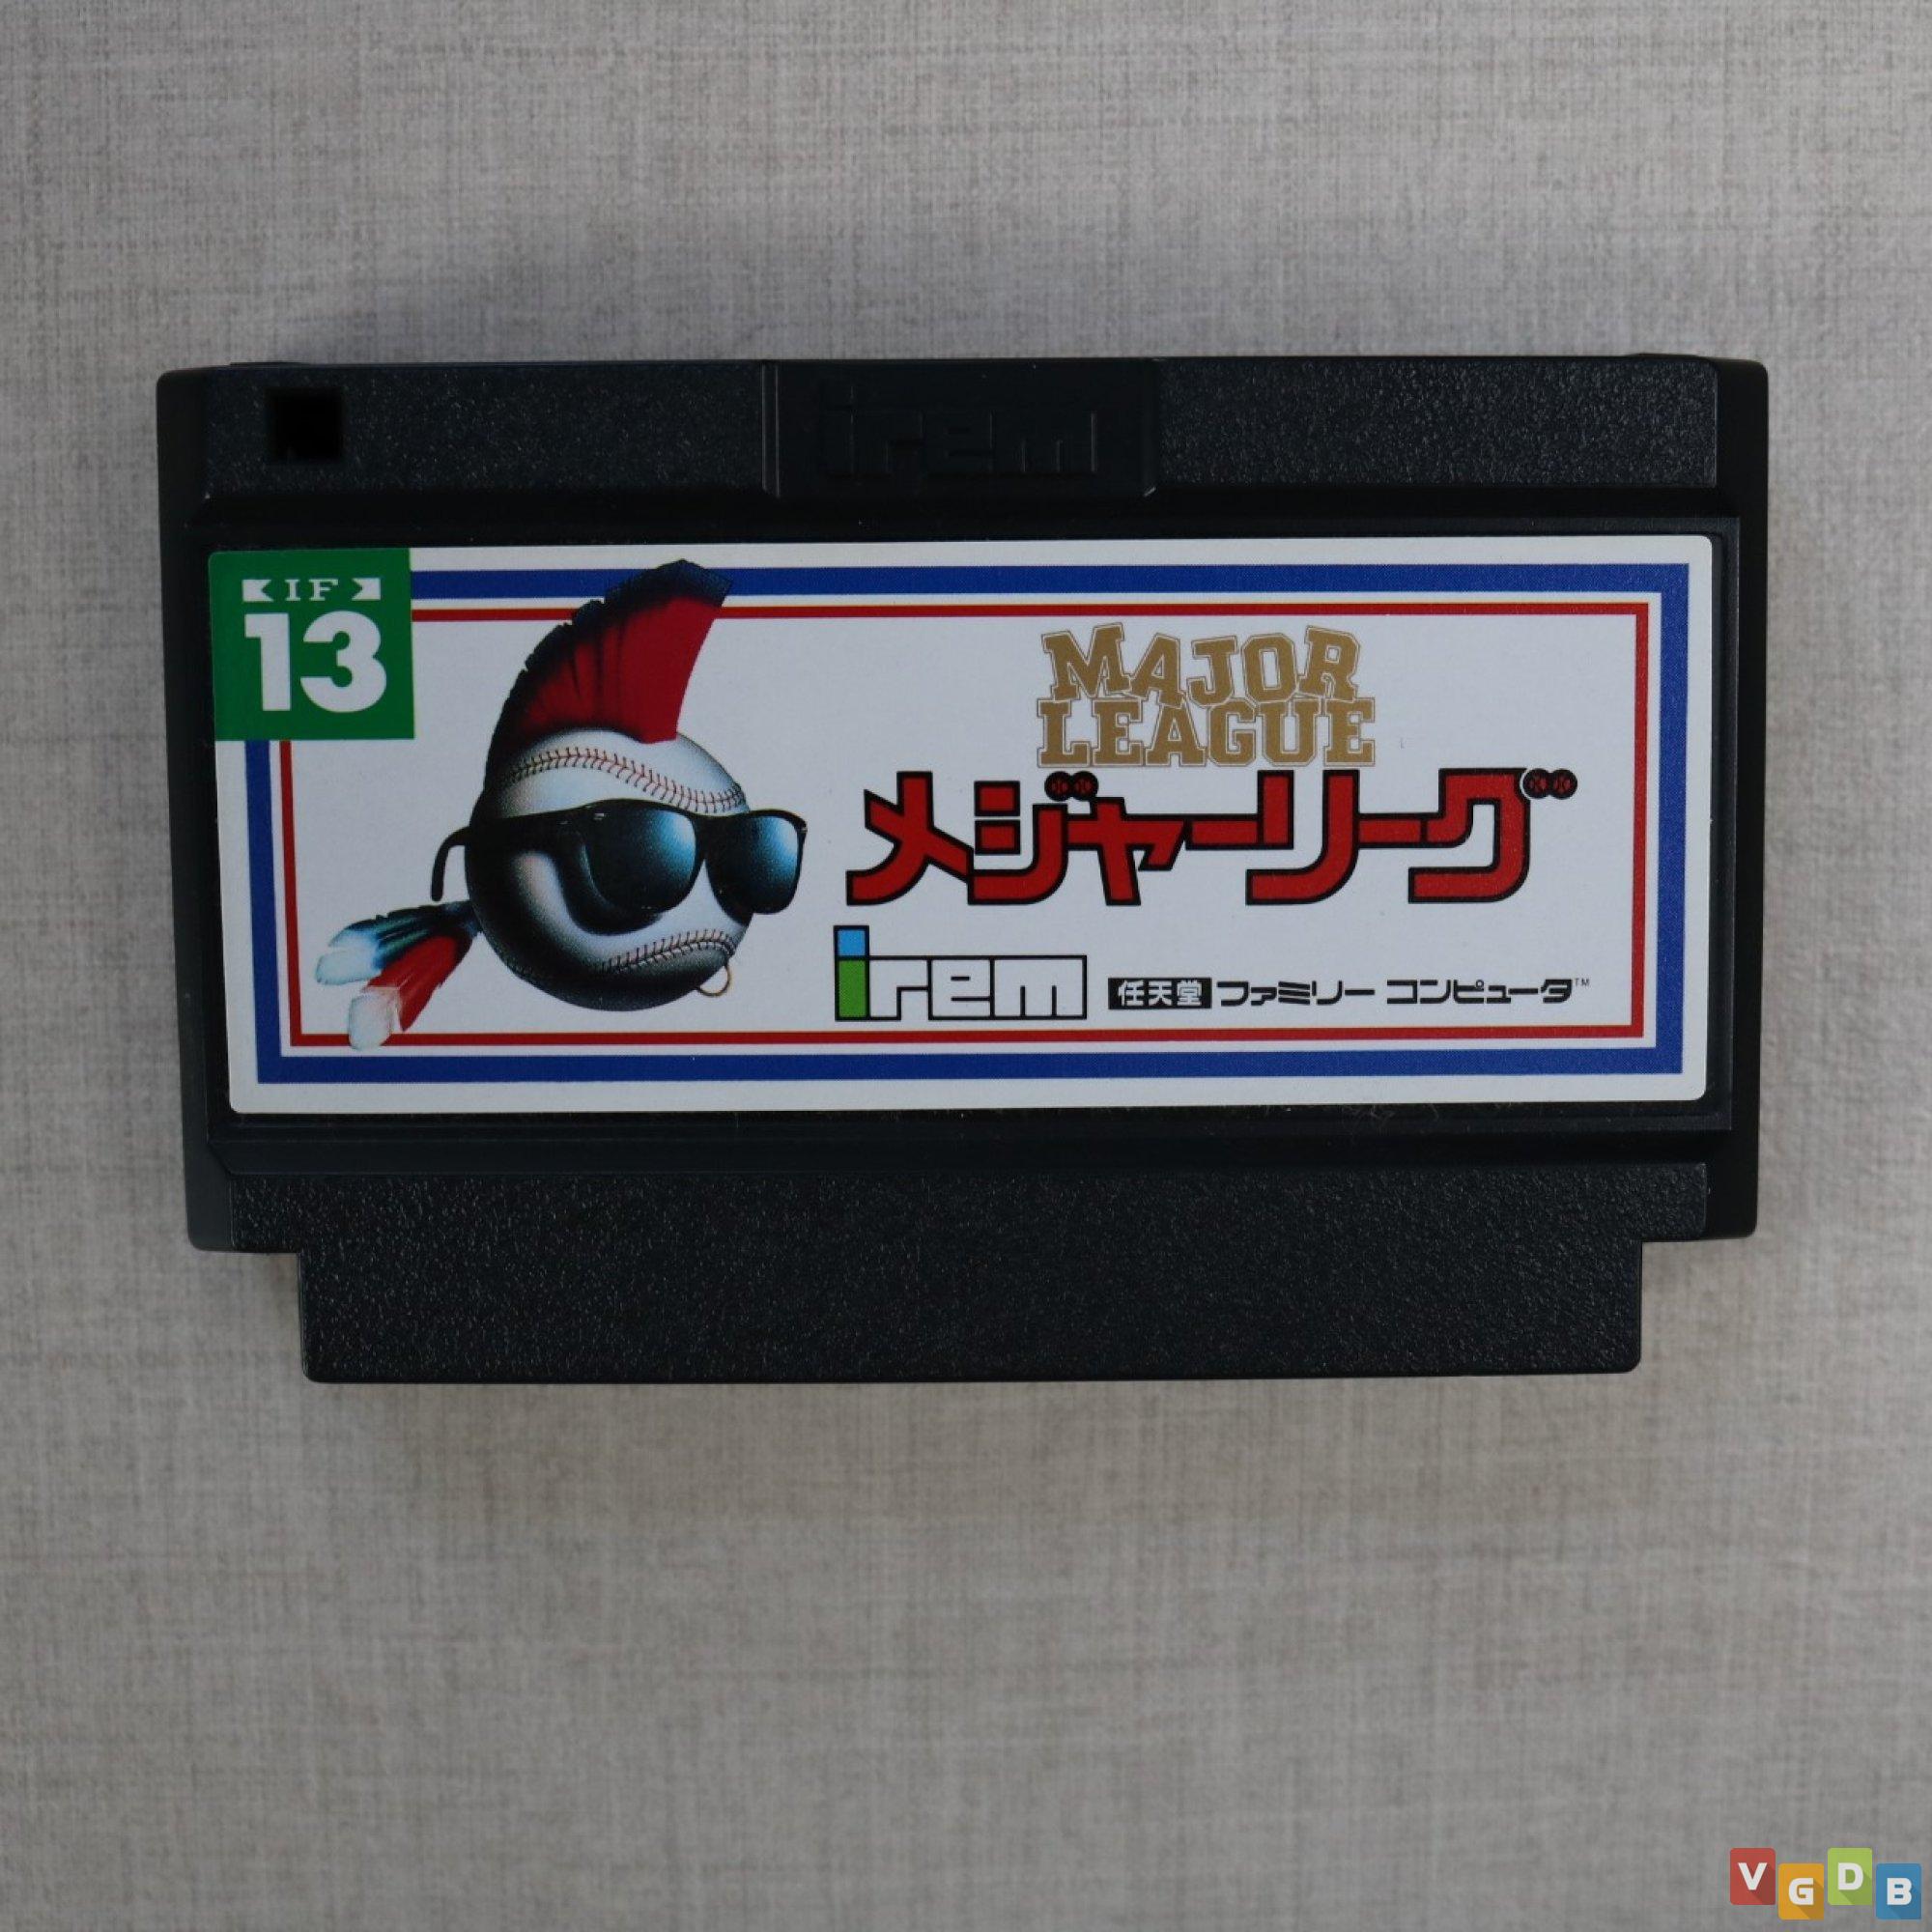 irem
IF
13
MAJOR
LEAGUE
メジャーリーグ
irem 任天堂 ファミリー コンピュータ™
VGDB